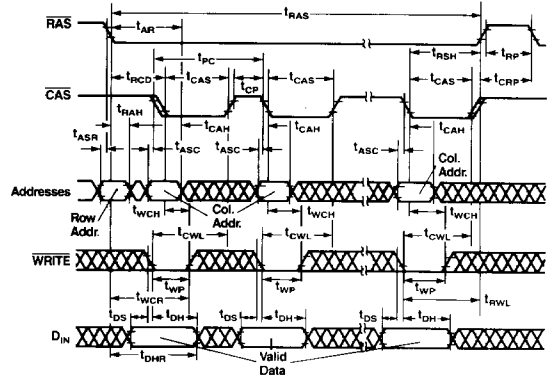 tRAS
RAS
tAR
tPC
tRSH
tRP
tRCD
tCAS
tCP
tCAS
tCAS
tCRP
CAS
tRAH
tCAH
tCAH
tCAH
tASR
tASC
tASC
tASC
Col.
Addr.
Addresses
Row
Addr.
tWCH
Col.
Addr.
tWCH
tWCH
tCWL
tCWL
tCWL
WRITE
tWP
tWP
tWP
tWCR
tRWL
tDS
tDH
tDS
tDH
tDS
tDH
DIN
tDHR
Valid
Data